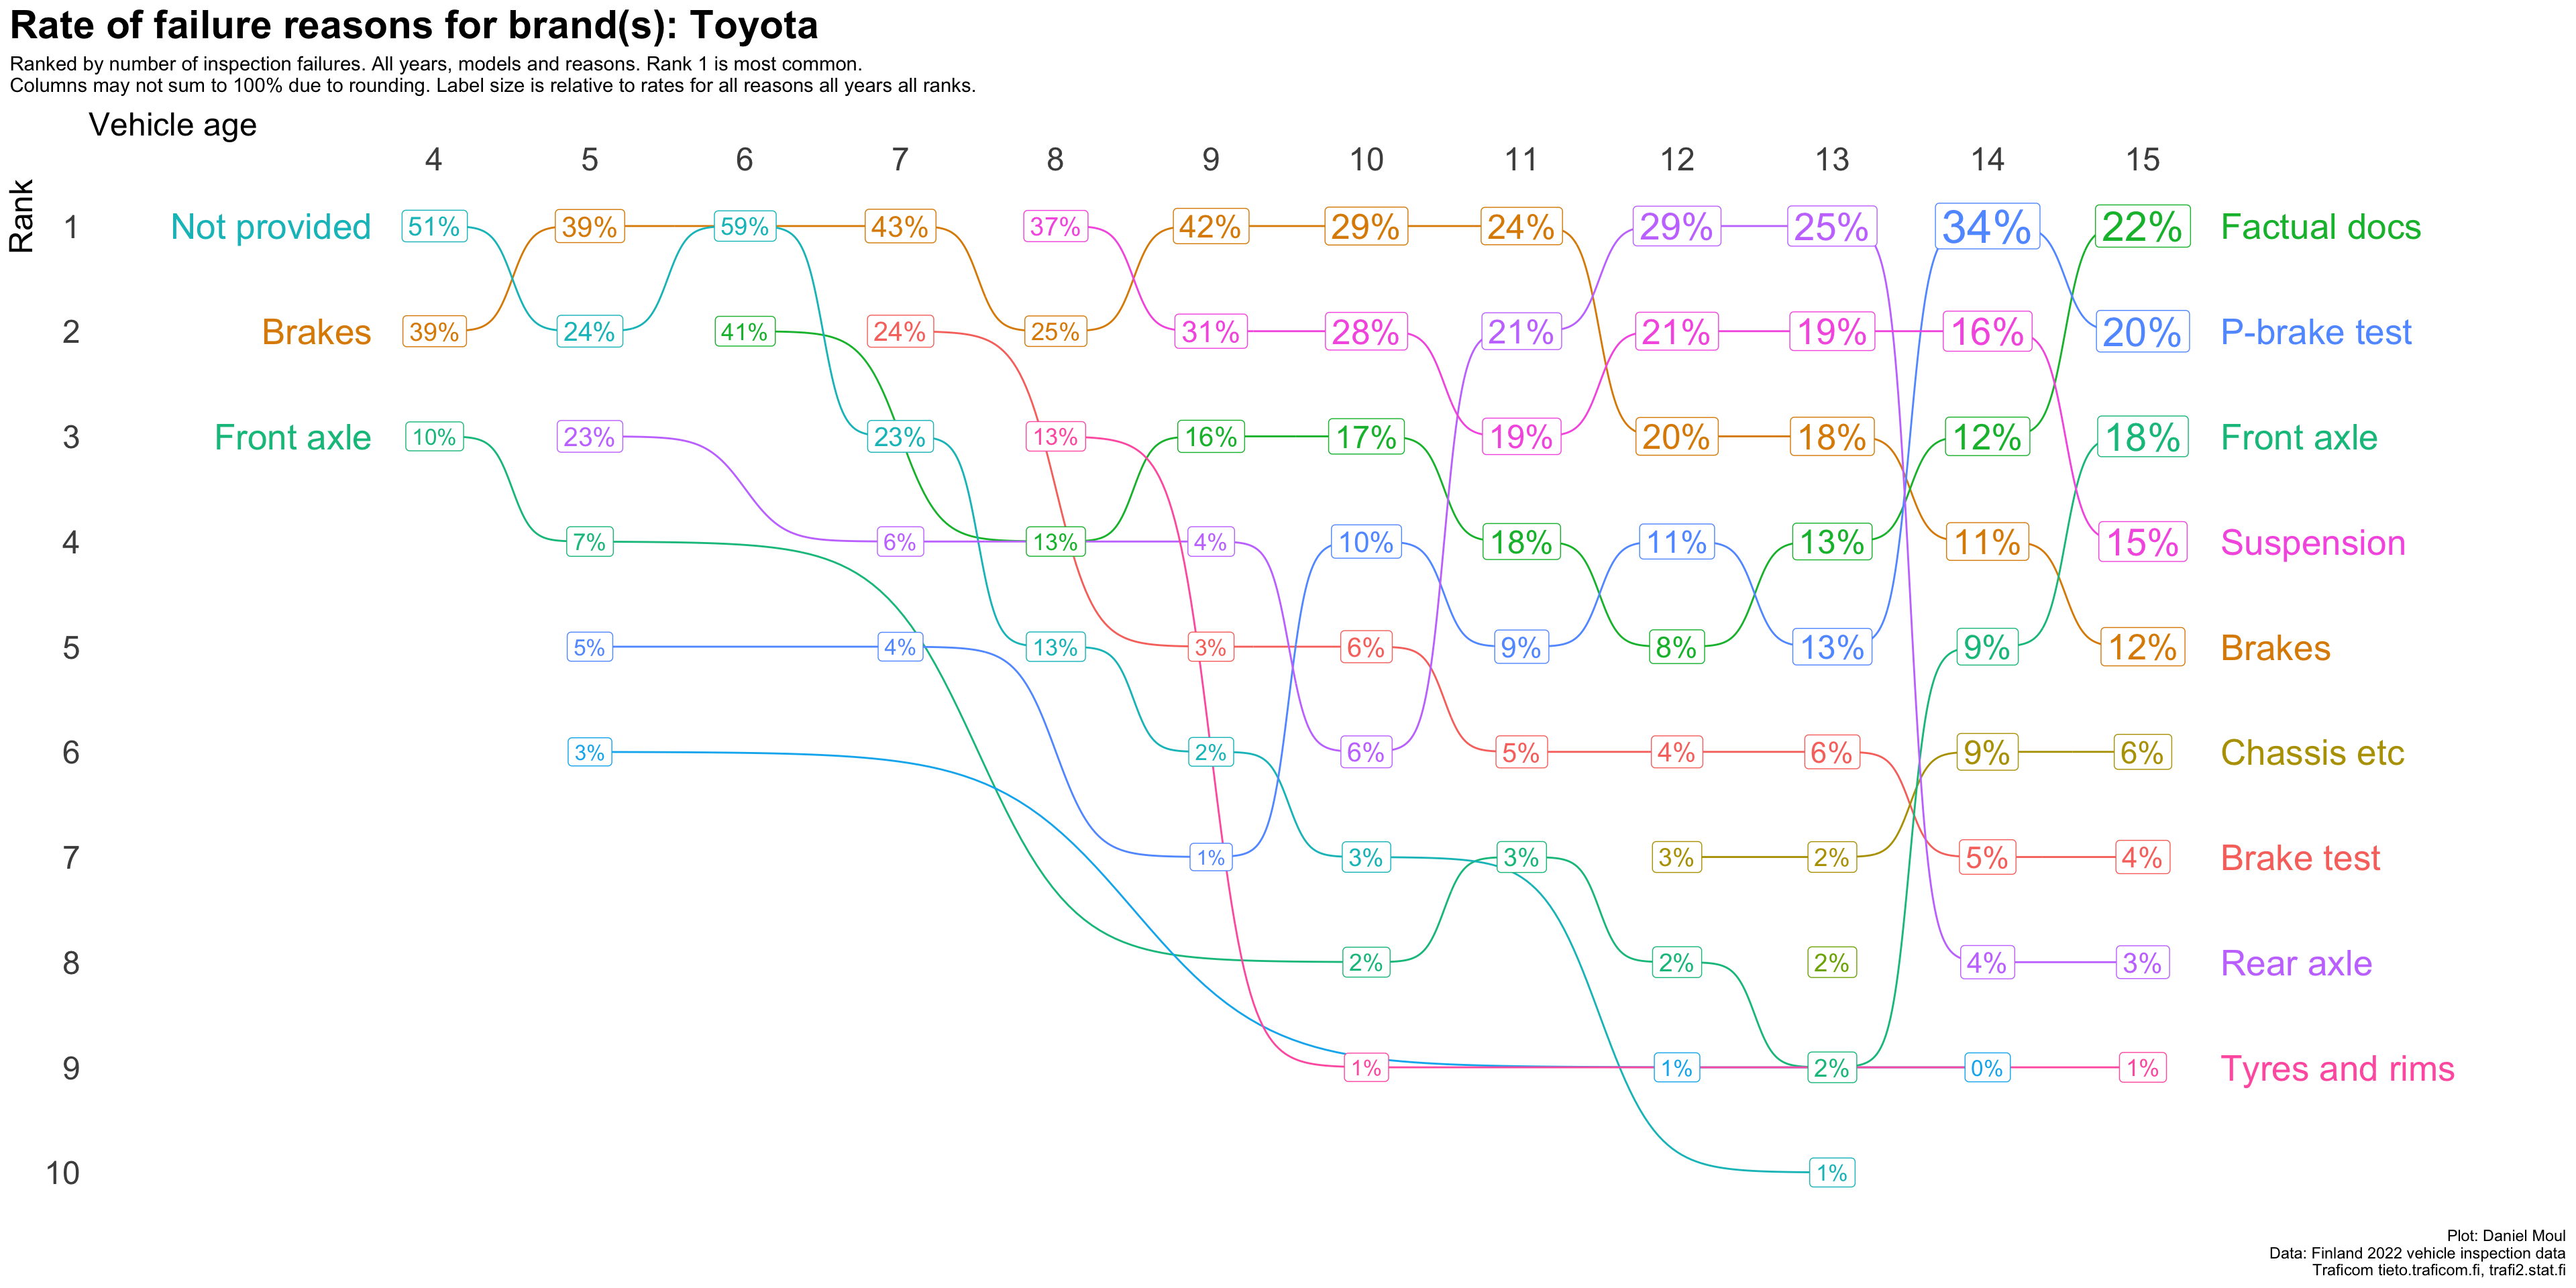 Rate of failure reasons for brand(s): Toyota
Ranked by number of inspection failures. All years, models and reasons. Rank 1 is most common.
Columns may not sum to 100% due to rounding. Label size is relative to rates for all reasons all years all ranks.
Vehicle age
4 5 6 7 8 9 10 11 12 13 14 15
Rank
1 Not provided 51% 39% 59% 43% 37% 42% 29% 24% 29% 25% 34% 22% Factual docs
2 Brakes 39% 24% 41% 24% 25% 31% 28% 21% 21% 19% 16% 20% P-brake test
3 Front axle 10% 23% 23% 13% 16% 17% 19% 20% 18% 12% 18% Front axle
4 7% 6% 13% 4% 10% 18% 11% 13% 11% 15% Suspension
5 5% 4% 13% 3% 6% 9% 8% 13% 9% 12% Brakes
6 3% 2% 6% 5% 4% 6% 9% 6% Chassis etc
7 1% 3% 3% 3% 2% 5% 4% Brake test
8 2% 2% 2% 4% 3% Rear axle
9 1% 1% 2% 0% 1% Tyres and rims
10 1%
Plot: Daniel Moul
Data: Finland 2022 vehicle inspection data
Traficom tieto.traficom.fi, trafi2.stat.fi